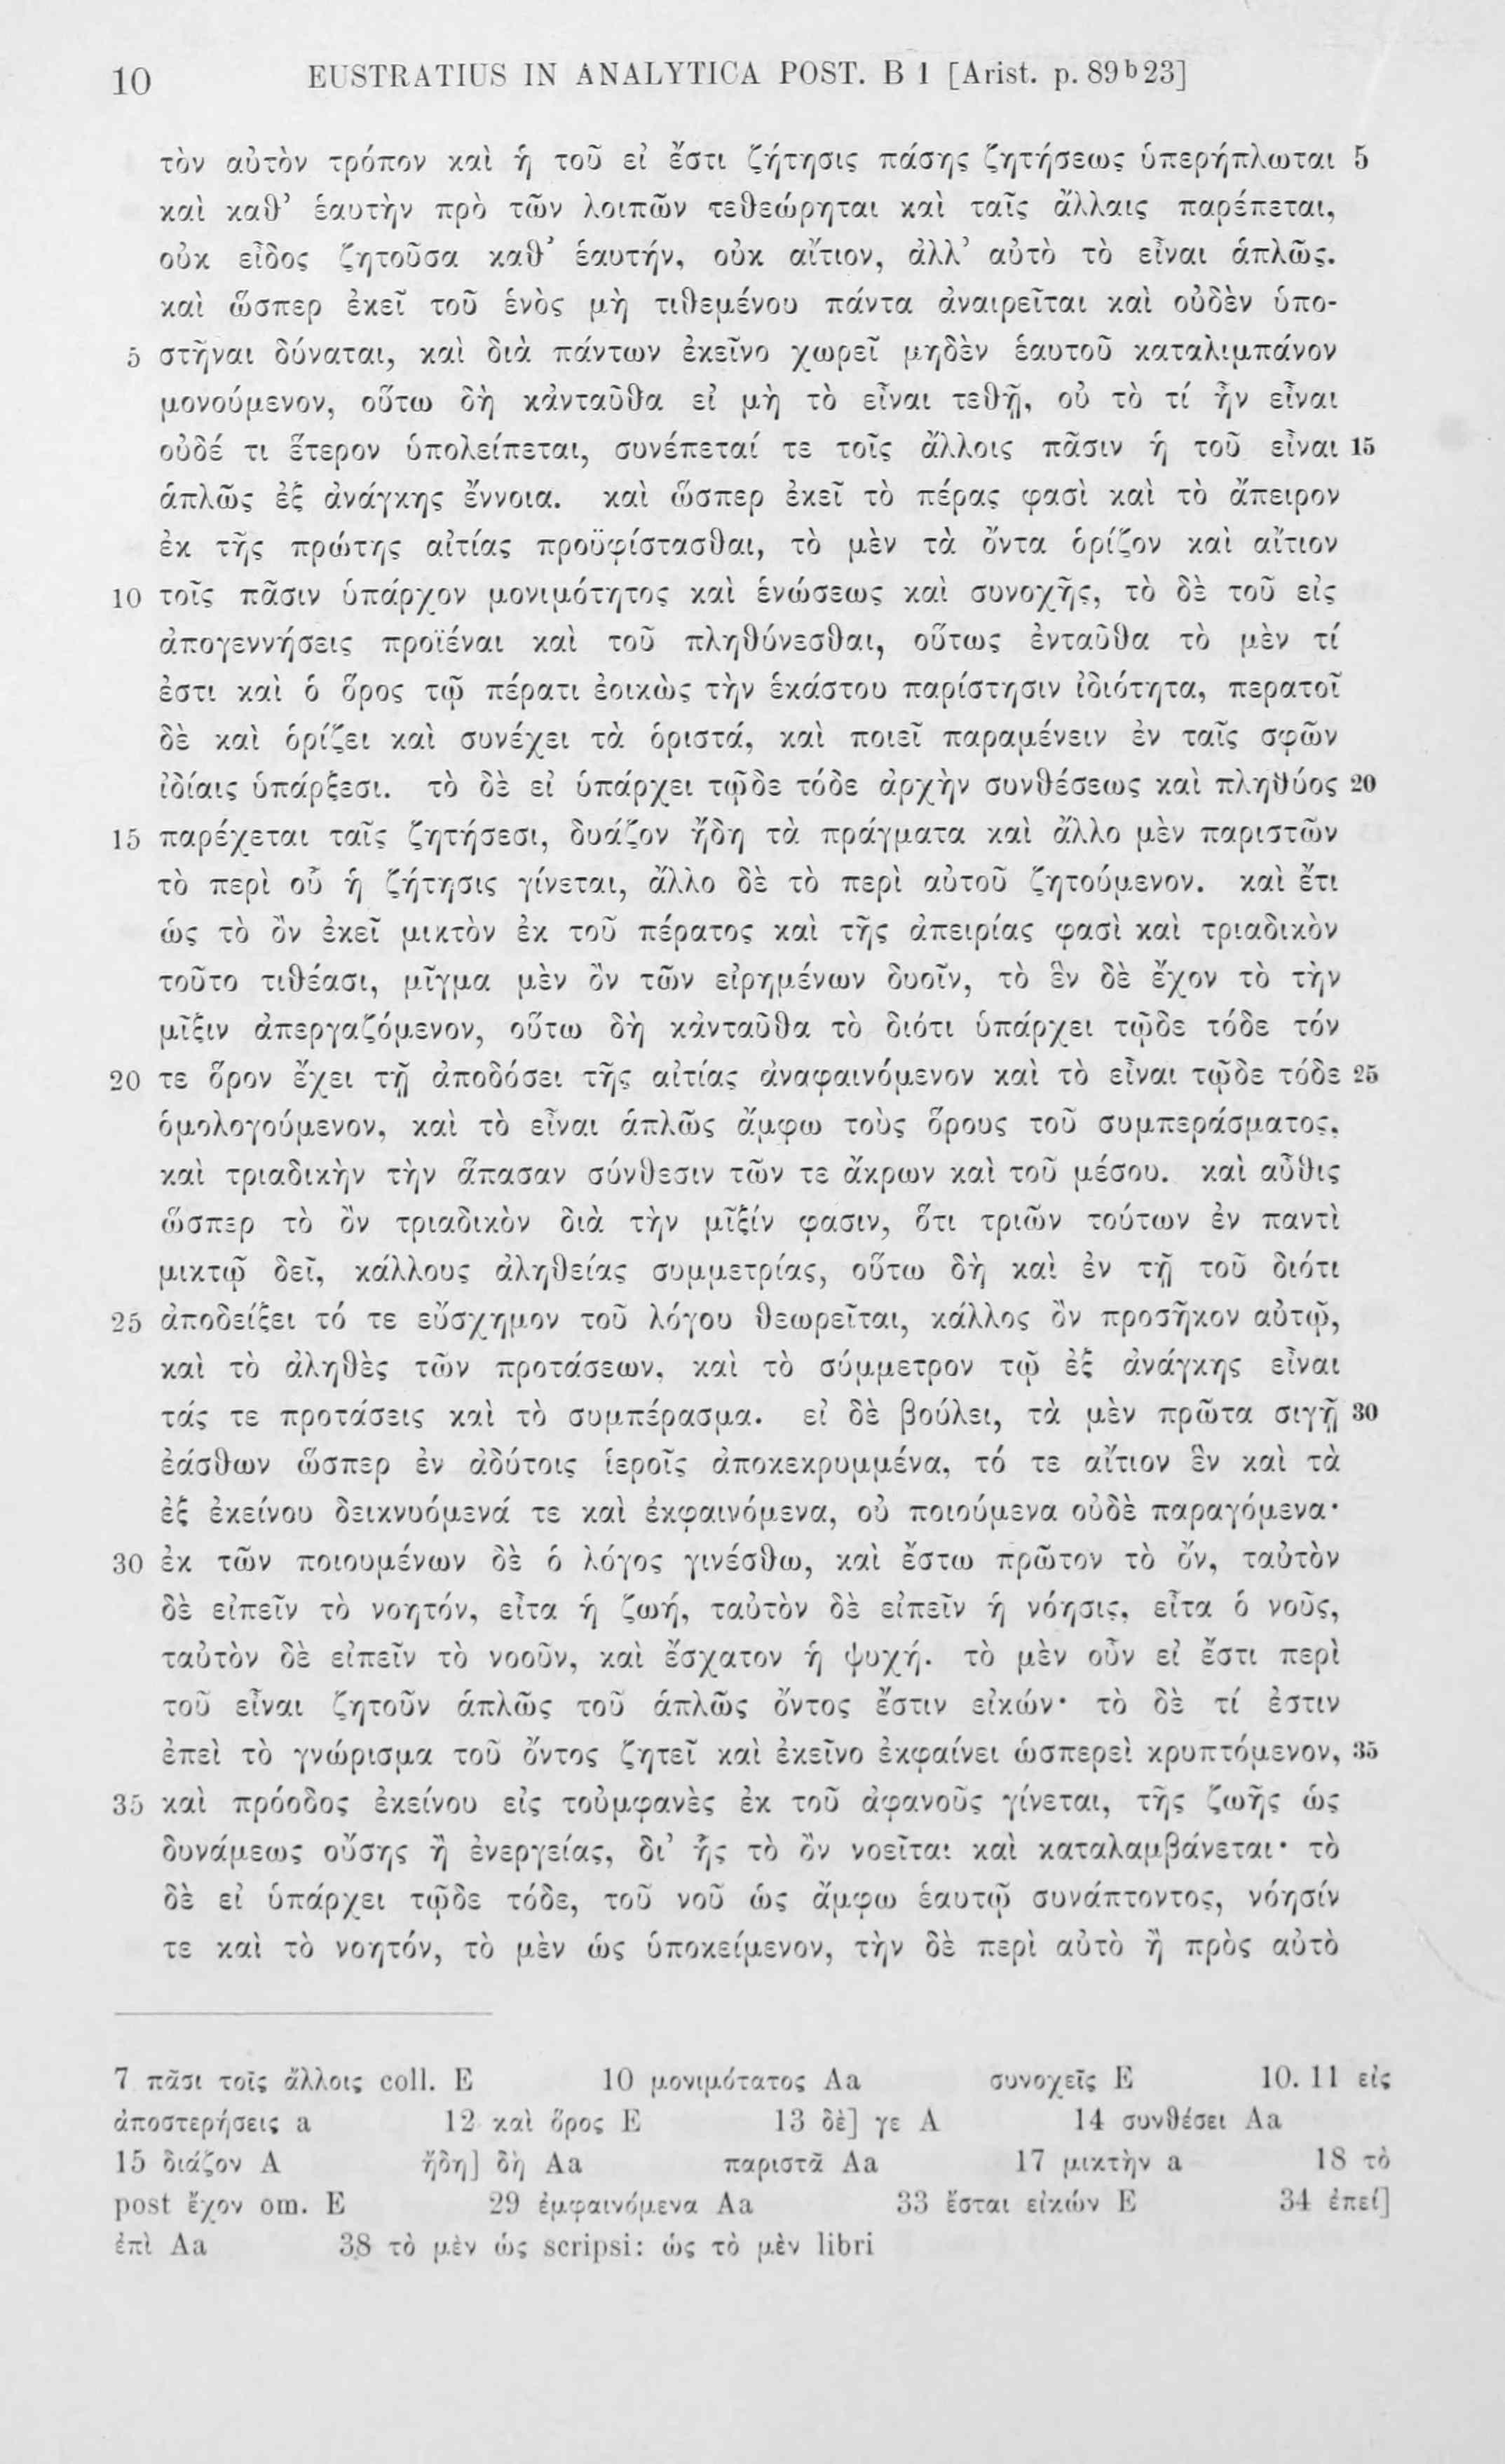 10 EUSTRATIUS IN ANALYTICA POST. B 1 [Arist. p. 89b23]
τὸν αὐτὸν τρόπον καὶ ἡ τοῦ εἰ ἔστι ζήτησις πάσης ζητήσεως ὑπερήπλωται 5
καὶ καθ’ ἑαυτὴν πρὸ τῶν λοιπῶν τεθεώρηται καὶ ταῖς ἄλλαις παρέπεται,
οὐκ εἶδος ζητοῦσα καθ’ ἑαυτήν, οὐκ αἴτιον, ἀλλ’ αὐτὸ τὸ εἶναι ἁπλῶς.
καὶ ὥσπερ ἐκεῖ τοῦ ἑνὸς μὴ τιθεμένου πάντα ἀναιρεῖται καὶ οὐδὲν ὑπο-
5 στῆναι δύναται, καὶ διὰ πάντων ἐκεῖνο χωρεῖ μηδὲν ἑαυτοῦ καταλιμπάνον
μονούμενον, οὕτω δὴ κἀνταῦθα εἰ μὴ τὸ εἶναι τεθῇ, οὐ τὸ τί ἦν εἶναι
οὐδέ τι ἕτερον ὑπολείπεται, συνέπεταί τε τοῖς ἄλλοις πᾶσιν ἡ τοῦ εἶναι 15
ἁπλῶς ἐξ ἀνάγκης ἔννοια. καὶ ὥσπερ ἐκεῖ τὸ πέρας φασὶ καὶ τὸ ἄπειρον
ἐκ τῆς πρώτης αἰτίας προϋφίστασθαι, τὸ μὲν τὰ ὄντα ὁρίζον καὶ αἴτιον
10 τοῖς πᾶσιν ὑπάρχον μονιμότητος καὶ ἑνώσεως καὶ συνοχῆς, τὸ δὲ τοῦ εἰς
ἀπογεννήσεις προϊέναι καὶ τοῦ πληθύνεσθαι, οὕτως ἐνταῦθα τὸ μὲν τί
ἐστι καὶ ὁ ὅρος τῷ πέρατι ἐοικὼς τὴν ἑκάστου παρίστησιν ἰδιότητα, περατοῖ
δὲ καὶ ὁρίζει καὶ συνέχει τὰ ὁριστά, καὶ ποιεῖ παραμένειν ἐν ταῖς σφῶν
ἰδίαις ὑπάρξεσι. τὸ δὲ εἰ ὑπάρχει τῷδε τόδε ἀρχὴν συνθέσεως καὶ πληθύος 20
15 παρέχεται ταῖς ζητήσεσι, δυάζον ἤδη τὰ πράγματα καὶ ἄλλο μὲν παριστῶν
τὸ περὶ οὗ ἡ ζήτησις γίνεται, ἄλλο δὲ τὸ περὶ αὐτοῦ ζητούμενον. καὶ ἔτι
ὡς τὸ ὂν ἐκεῖ μικτὸν ἐκ τοῦ πέρατος καὶ τῆς ἀπειρίας φασὶ καὶ τριαδικὸν
τοῦτο τιθέασι, μῖγμα μὲν ὂν τῶν εἰρημένων δυοῖν, τὸ ἓν δὲ ἔχον τὸ τὴν
μῖξιν ἀπεργαζόμενον, οὕτω δὴ κἀνταῦθα τὸ διότι ὑπάρχει τῷδε τόδε τόν
20 τε ὅρον ἔχει τῇ ἀποδόσει τῆς αἰτίας ἀναφαινόμενον καὶ τὸ εἶναι τῷδε τόδε 25
ὁμολογούμενον, καὶ τὸ εἶναι ἁπλῶς ἄμφω τοὺς ὅρους τοῦ συμπεράσματος,
καὶ τριαδικὴν τὴν ἅπασαν σύνθεσιν τῶν τε ἄκρων καὶ τοῦ μέσου. καὶ αὖθις
ὥσπερ τὸ ὂν τριαδικὸν διὰ τὴν μῖξίν φασιν, ὅτι τριῶν τούτων ἐν παντὶ
μικτῷ δεῖ, κάλλους ἀληθείας συμμετρίας, οὕτω δὴ καὶ ἐν τῇ τοῦ διότι
25 ἀποδείξει τό τε εὔσχημον τοῦ λόγου θεωρεῖται, κάλλος ὂν προσῆκον αὐτῷ,
καὶ τὸ ἀληθὲς τῶν προτάσεων, καὶ τὸ σύμμετρον τῷ ἐξ ἀνάγκης εἶναι
τάς τε προτάσεις καὶ τὸ συμπέρασμα. εἰ δὲ βούλει, τὰ μὲν πρῶτα σιγῇ 30
ἐάσθων ὥσπερ ἐν ἀδύτοις ἱεροῖς ἀποκεκρυμμένα, τό τε αἴτιον ἓν καὶ τὰ
ἐξ ἐκείνου δεικνυόμενά τε καὶ ἐκφαινόμενα, οὐ ποιούμενα οὐδὲ παραγόμενα·
30 ἐκ τῶν ποιουμένων δὲ ὁ λόγος γινέσθω, καὶ ἔστω πρῶτον τὸ ὄν, ταὐτὸν
δὲ εἰπεῖν τὸ νοητόν, εἶτα ἡ ζωή, ταὐτὸν δὲ εἰπεῖν ἡ νόησις, εἶτα ὁ νοῦς,
ταὐτὸν δὲ εἰπεῖν τὸ νοοῦν, καὶ ἔσχατον ἡ ψυχή. τὸ μὲν οὖν εἰ ἔστι περὶ
τοῦ εἶναι ζητοῦν ἁπλῶς τοῦ ἁπλῶς ὄντος ἔστιν εἰκών· τὸ δὲ τί ἐστιν
ἐπεὶ τὸ γνώρισμα τοῦ ὄντος ζητεῖ καὶ ἐκεῖνο ἐκφαίνει ὡσπερεὶ κρυπτόμενον, 35
35 καὶ πρόοδος ἐκείνου εἰς τοὐμφανὲς ἐκ τοῦ ἀφανοῦς γίνεται, τῆς ζωῆς ὡς
δυνάμεως οὔσης ἢ ἐνεργείας, δι’ ἧς τὸ ὂν νοεῖται καὶ καταλαμβάνεται· τὸ
δὲ εἰ ὑπάρχει τῷδε τόδε, τοῦ νοῦ ὡς ἄμφω ἑαυτῷ συνάπτοντος, νόησίν
τε καὶ τὸ νοητόν, τὸ μὲν ὡς ὑποκείμενον, τὴν δὲ περὶ αὐτὸ ἢ πρὸς αὐτὸ
7 πᾶσι τοῖς ἄλλοις coll. E 10 μονιμότατος Aa συνοχεῖς E 10. 11 εἰς
ἀποστερήσεις a 12 καὶ ὅρος E 13 δὲ] γε A 14 συνθέσει Aa
15 διάζον A ἤδη] δὴ Aa παριστᾶ Aa 17 μικτὴν a 18 τὸ
post ἔχον om. E 29 ἐμφαινόμενα Aa 33 ἔσται εἰκών E 34 ἐπεί]
ἐπὶ Aa 38 τὸ μὲν ὡς scripsi: ὡς τὸ μὲν libri